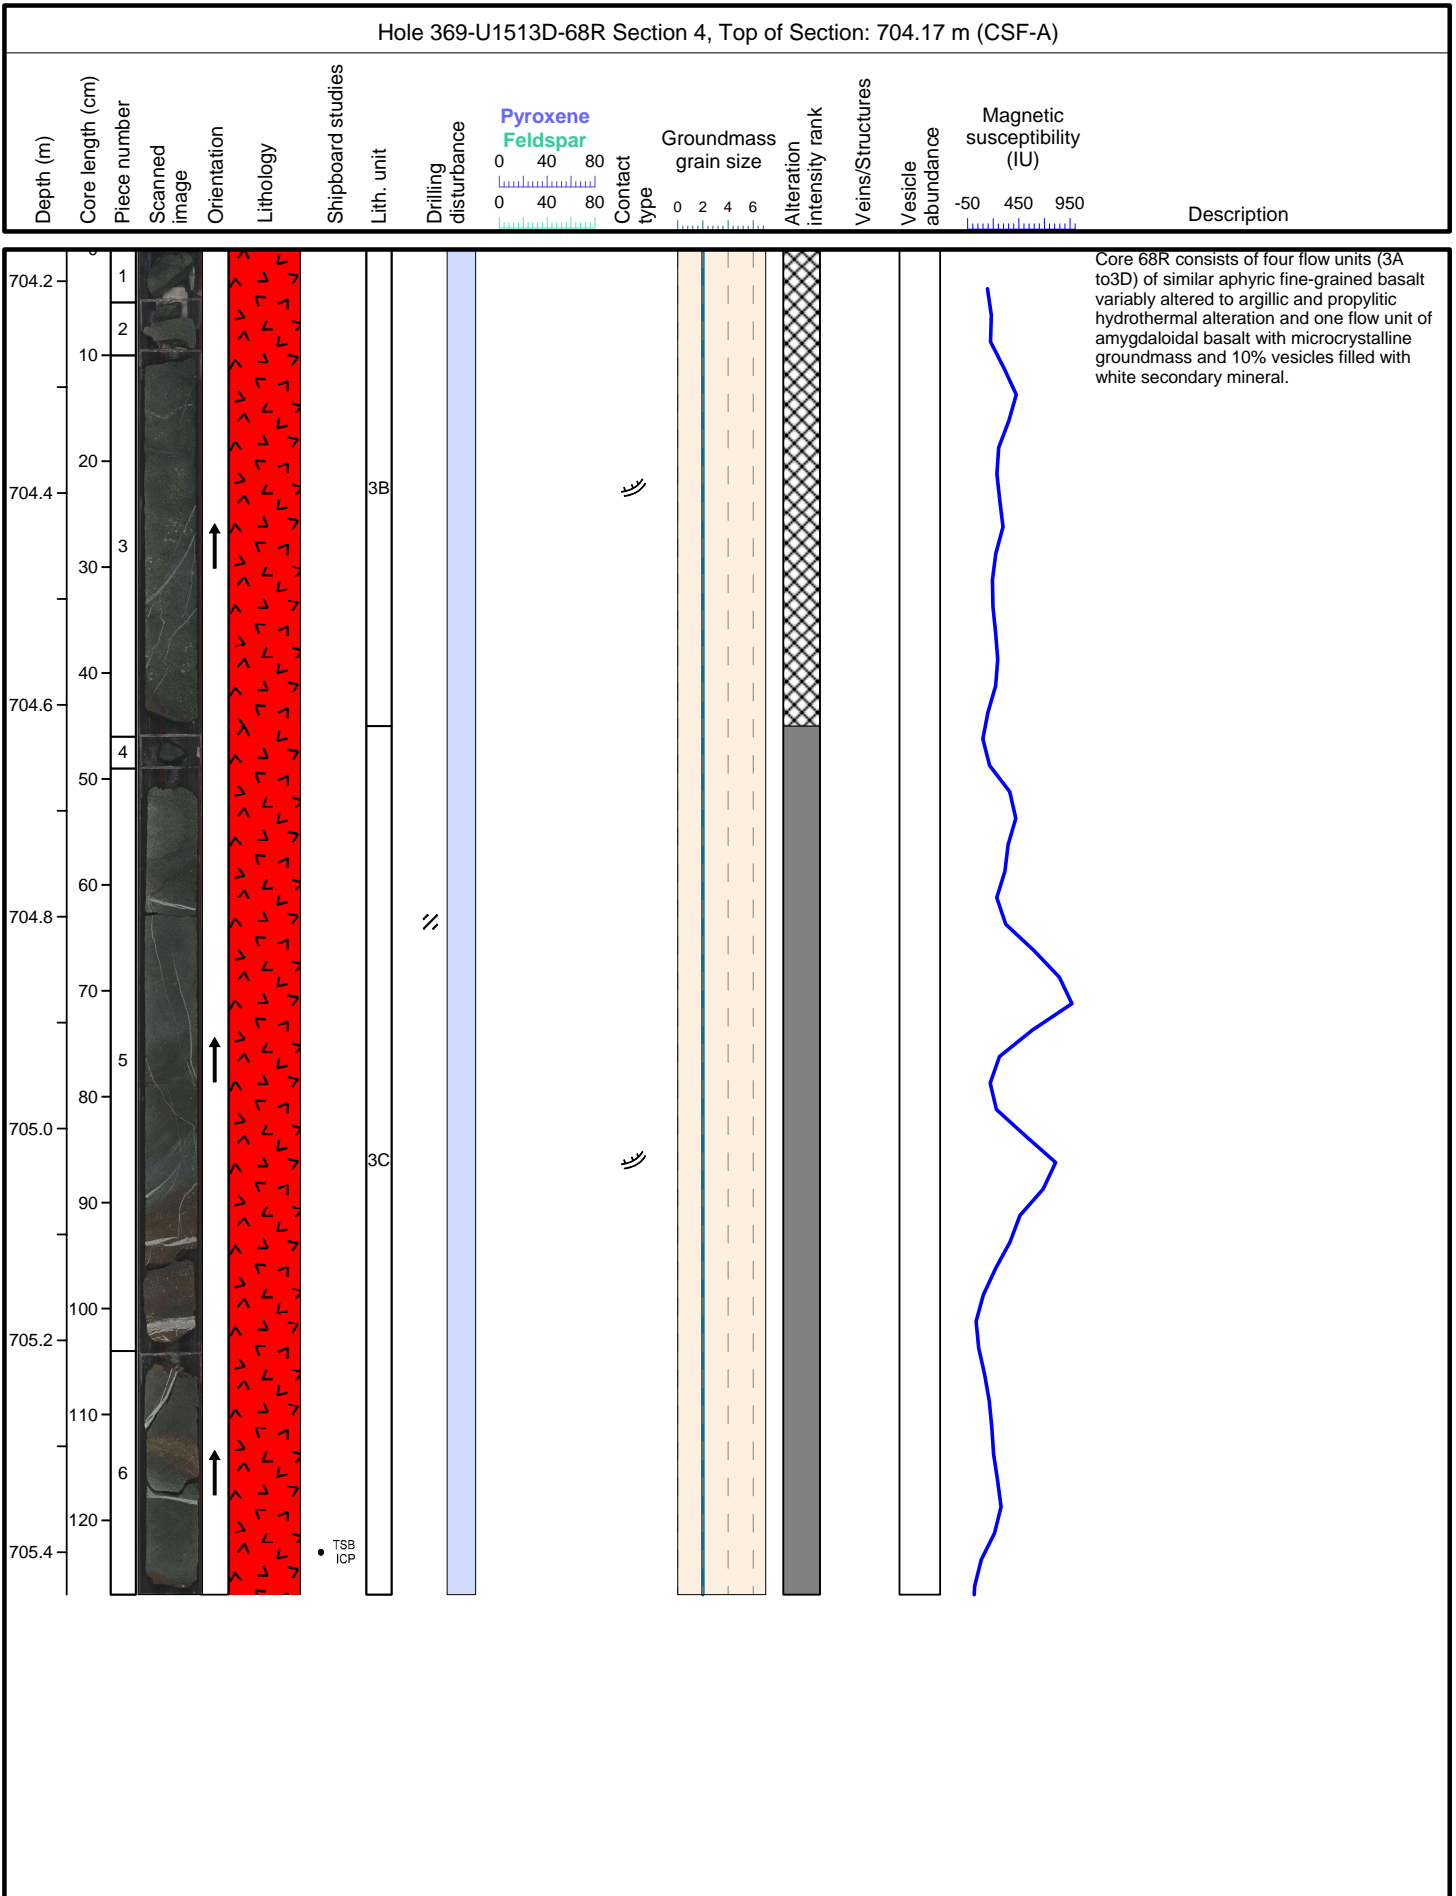 Hole 369-U1513D-68R Section 4, Top of Section: 704.17 m (CSF-A)
Depth (m)
Core length (cm)
Piece number
Scanned
image
Orientation
Lithology
Shipboard studies
Lith. unit
Drilling
disturbance
Pyroxene
Feldspar
0 40 80
0 40 80
Contact
type
Groundmass
grain size
0 2 4 6
Alteration
intensity rank
Veins/Structures
Vesicle
abundance
Magnetic
susceptibility
(IU)
-50 450 950
Description
Core 68R consists of four flow units (3A
to3D) of similar aphyric fine-grained basalt
variably altered to argillic and propylitic
hydrothermal alteration and one flow unit of
amygdaloidal basalt with microcrystalline
groundmass and 10% vesicles filled with
white secondary mineral.
704.2
704.4
704.6
704.8
705.0
705.2
705.4
0
10
20
30
40
50
60
70
80
90
100
110
120
1
2
3
4
5
6
3B
3C
TSB
ICP